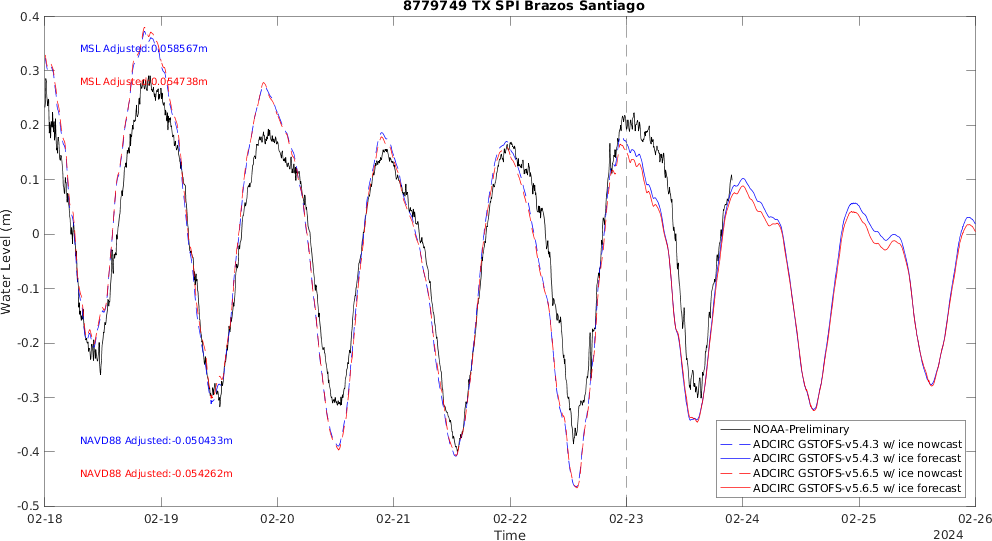 8779749 TX SPI Brazos Santiago
0.4
MSL Adjusted:0.058567m
0.3
MSL Adjusted:0.054738m
0.2
0.1
0
Water Level (m)
-0.1
-0.2
-0.3
NOAA-Preliminary
NAVD88 Adjusted:-0.050433m
ADCIRC GSTOFS-v5.4.3 w/ ice nowcast
-0.4
ADCIRC GSTOFS-v5.4.3 w/ ice forecast
NAVD88 Adjusted:-0.054262m
ADCIRC GSTOFS-v5.6.5 w/ ice nowcast
ADCIRC GSTOFS-v5.6.5 w/ ice forecast
-0.5
02-18 02-19 02-20 02-21 02-22 02-23 02-24 02-25 02-26
Time
2024